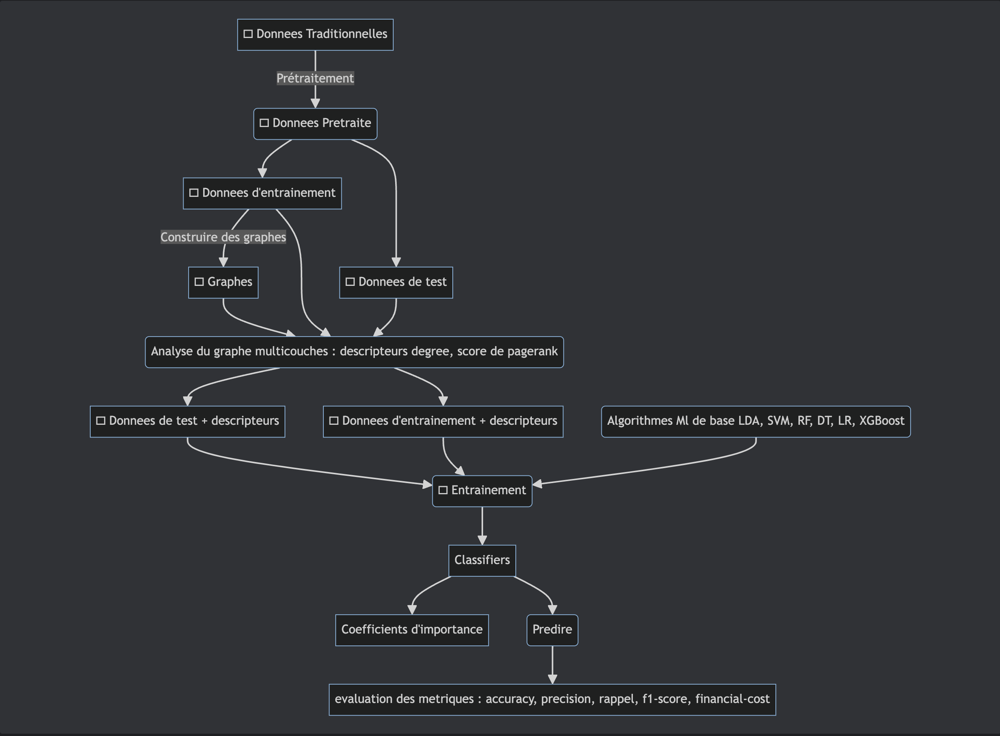 □ Donnees Traditionnelles
Prétraitement
□ Donnees Pretraite
□ Donnees d'entrainement
Construire des graphes
□ Graphes
□ Donnees de test
Analyse du graphe multicouches : descripteurs degree, score de pagerank
□ Donnees de test + descripteurs
□ Donnees d'entrainement + descripteurs
Algorithmes Ml de base LDA, SVM, RF, DT, LR, XGBoost
□ Entrainement
Classifiers
Coefficients d'importance
Predire
evaluation des metriques : accuracy, precision, rappel, f1-score, financial-cost